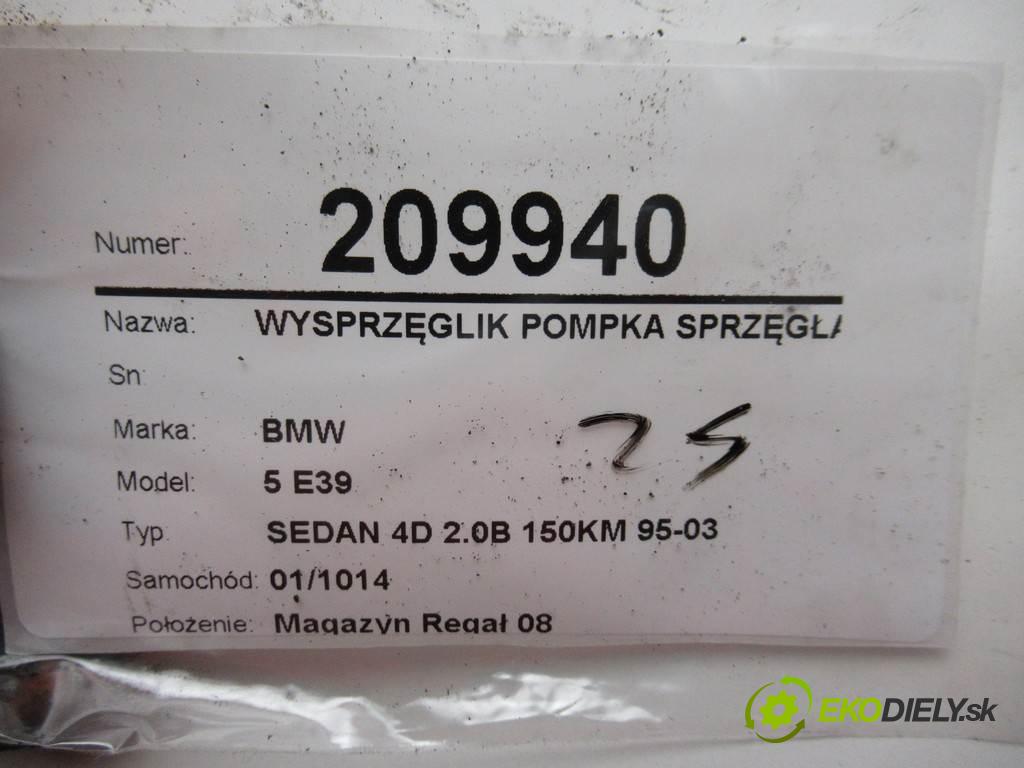 Numer: 209940
Nazwa: WYSPRZĘGLIK POMPKA SPRZĘGŁA
Sn:
Marka: BMW
25
Model: 5 E39
Typ SEDAN 4D 2.0B 150KM 95-03
Samochód: 01/1014
Położenie: Magazyn Regał 08
EKODIELY.sk